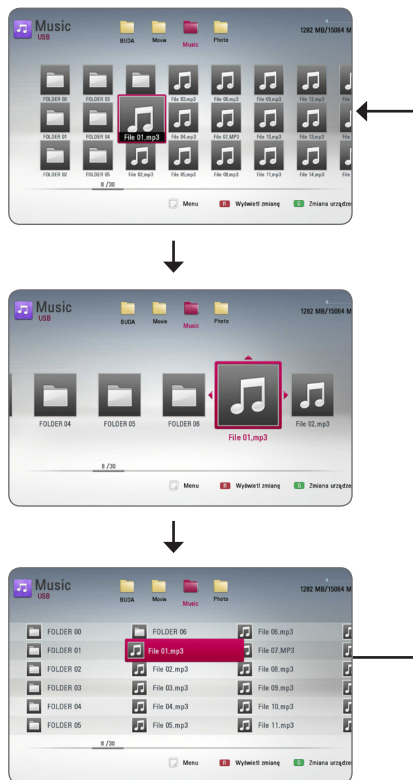 Music
USB
BUDA Movie Music Photo
1282 MB/15064 M
FOLDER 00 FOLDER 03 File 03.mp3 File 06.mp3 File 09.mp3 File 12.mp3 File
FOLDER 01 FOLDER 04 File 01.mp3 File 04.mp3 File 07.MP3 File 10.mp3 File 13.mp3 File
FOLDER 02 FOLDER 05 File 02.mp3 File 05.mp3 File 08.mp3 File 11.mp3 File 14.mp3 File
8 /30
Menu R Wyświetl zmianę G Zmiana urządze
Music
USB
BUDA Movie Music Photo
1282 MB/15064 M
FOLDER 04 FOLDER 05 FOLDER 06 File 01.mp3 File 02.mp3
8 /30
Menu R Wyświetl zmianę G Zmiana urządze
Music
USB
BUDA Movie Music Photo
1282 MB/15064 M
FOLDER 00 FOLDER 06 File 06.mp3
FOLDER 01 File 01.mp3 File 07.MP3
FOLDER 02 File 02.mp3 File 08.mp3
FOLDER 03 File 03.mp3 File 09.mp3
FOLDER 04 File 04.mp3 File 10.mp3
FOLDER 05 File 05.mp3 File 11.mp3
8 /30
Menu R Wyświetl zmianę G Zmiana urządze